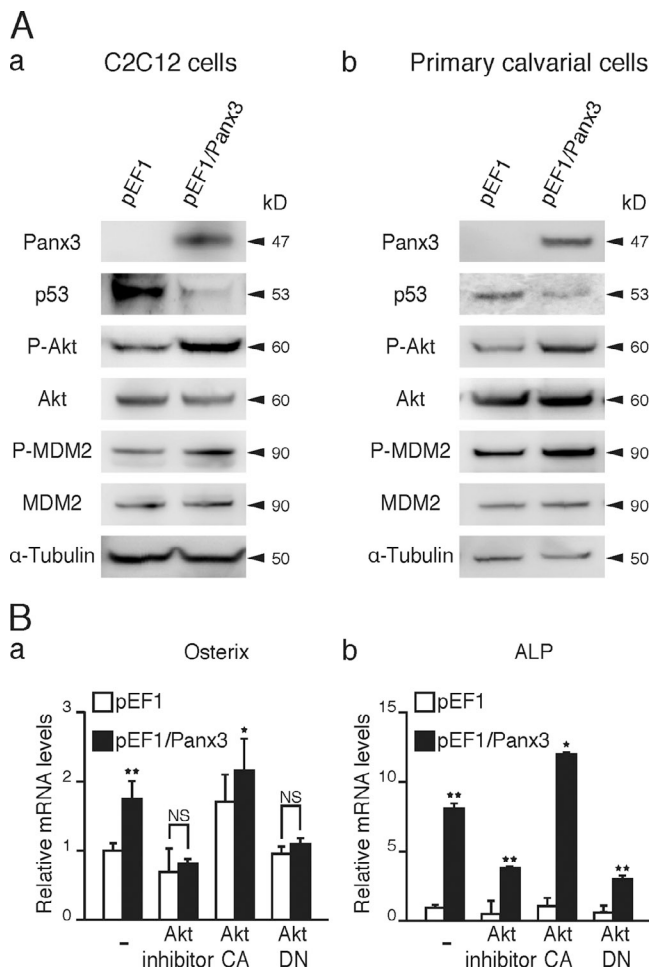 A
a C2C12 cells
pEF1 pEF1/Panx3
kD
Panx3 47
p53 53
P-Akt 60
Akt 60
P-MDM2 90
MDM2 90
α-Tubulin 50
b Primary calvarial cells
pEF1 pEF1/Panx3
kD
Panx3 47
p53 53
P-Akt 60
Akt 60
P-MDM2 90
MDM2 90
α-Tubulin 50
B
a Osterix
Relative mRNA levels
3
2
1
0
pEF1
pEF1/Panx3
** NS * NS
– Akt Akt Akt
inhibitor CA DN
b ALP
Relative mRNA levels
15
10
5
0
pEF1
pEF1/Panx3
** ** * **
– Akt Akt Akt
inhibitor CA DN